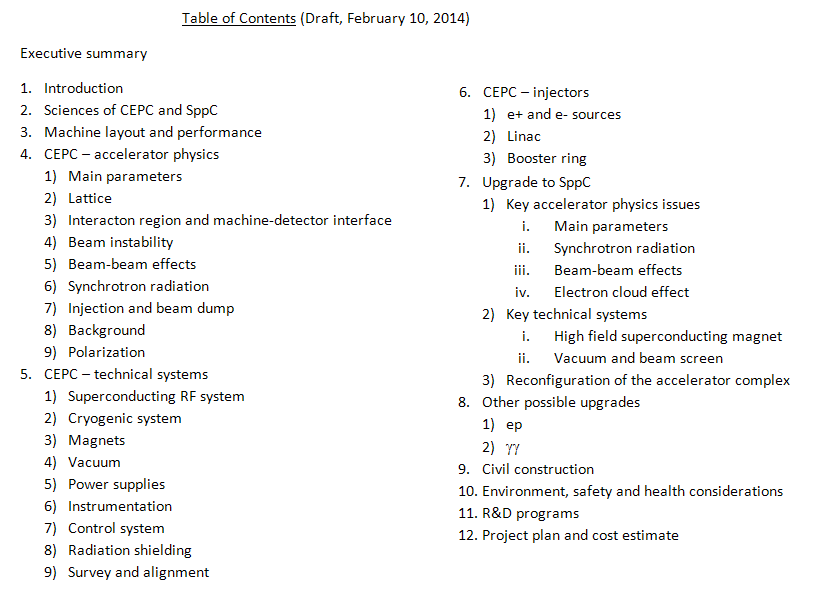 Table of Contents (Draft, February 10, 2014)
Executive summary
1. Introduction
2. Sciences of CEPC and SppC
3. Machine layout and performance
4. CEPC – accelerator physics
1) Main parameters
2) Lattice
3) Interacton region and machine-detector interface
4) Beam instability
5) Beam-beam effects
6) Synchrotron radiation
7) Injection and beam dump
8) Background
9) Polarization
5. CEPC – technical systems
1) Superconducting RF system
2) Cryogenic system
3) Magnets
4) Vacuum
5) Power supplies
6) Instrumentation
7) Control system
8) Radiation shielding
9) Survey and alignment
6. CEPC – injectors
1) e+ and e- sources
2) Linac
3) Booster ring
7. Upgrade to SppC
1) Key accelerator physics issues
i. Main parameters
ii. Synchrotron radiation
iii. Beam-beam effects
iv. Electron cloud effect
2) Key technical systems
i. High field superconducting magnet
ii. Vacuum and beam screen
3) Reconfiguration of the accelerator complex
8. Other possible upgrades
1) ep
2) γγ
9. Civil construction
10. Environment, safety and health considerations
11. R&D programs
12. Project plan and cost estimate